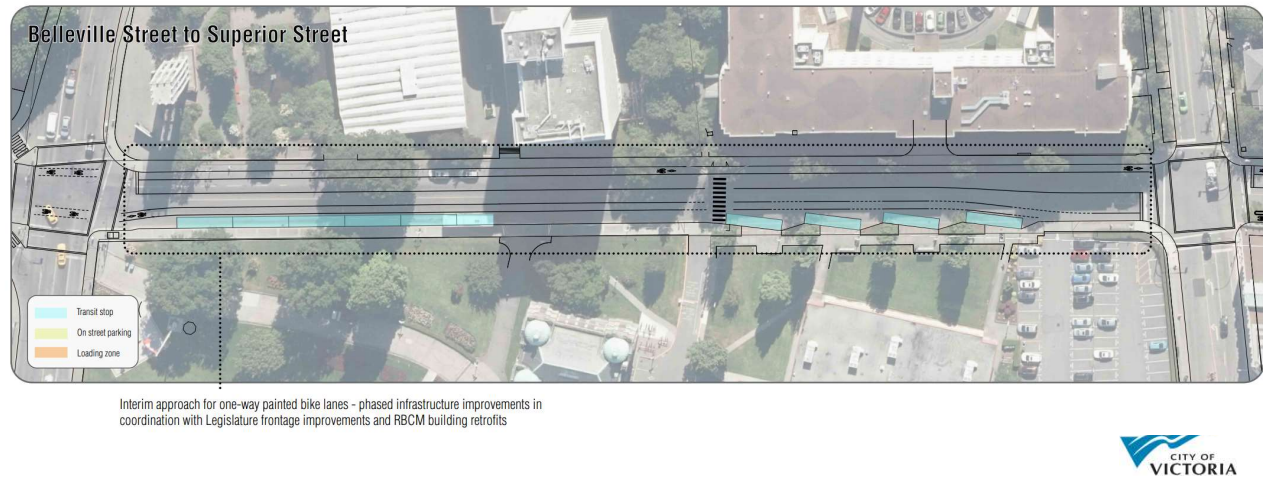 Belleville Street to Superior Street
Transit stop
On street parking
Loading zone
Interim approach for one-way painted bike lanes - phased infrastructure improvements in
coordination with Legislature frontage improvements and RBCM building retrofits
CITY OF
VICTORIA